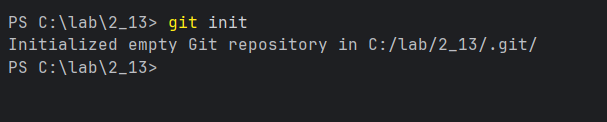 PS C:\lab\2_13> git init
Initialized empty Git repository in C:/lab/2_13/.git/
PS C:\lab\2_13>